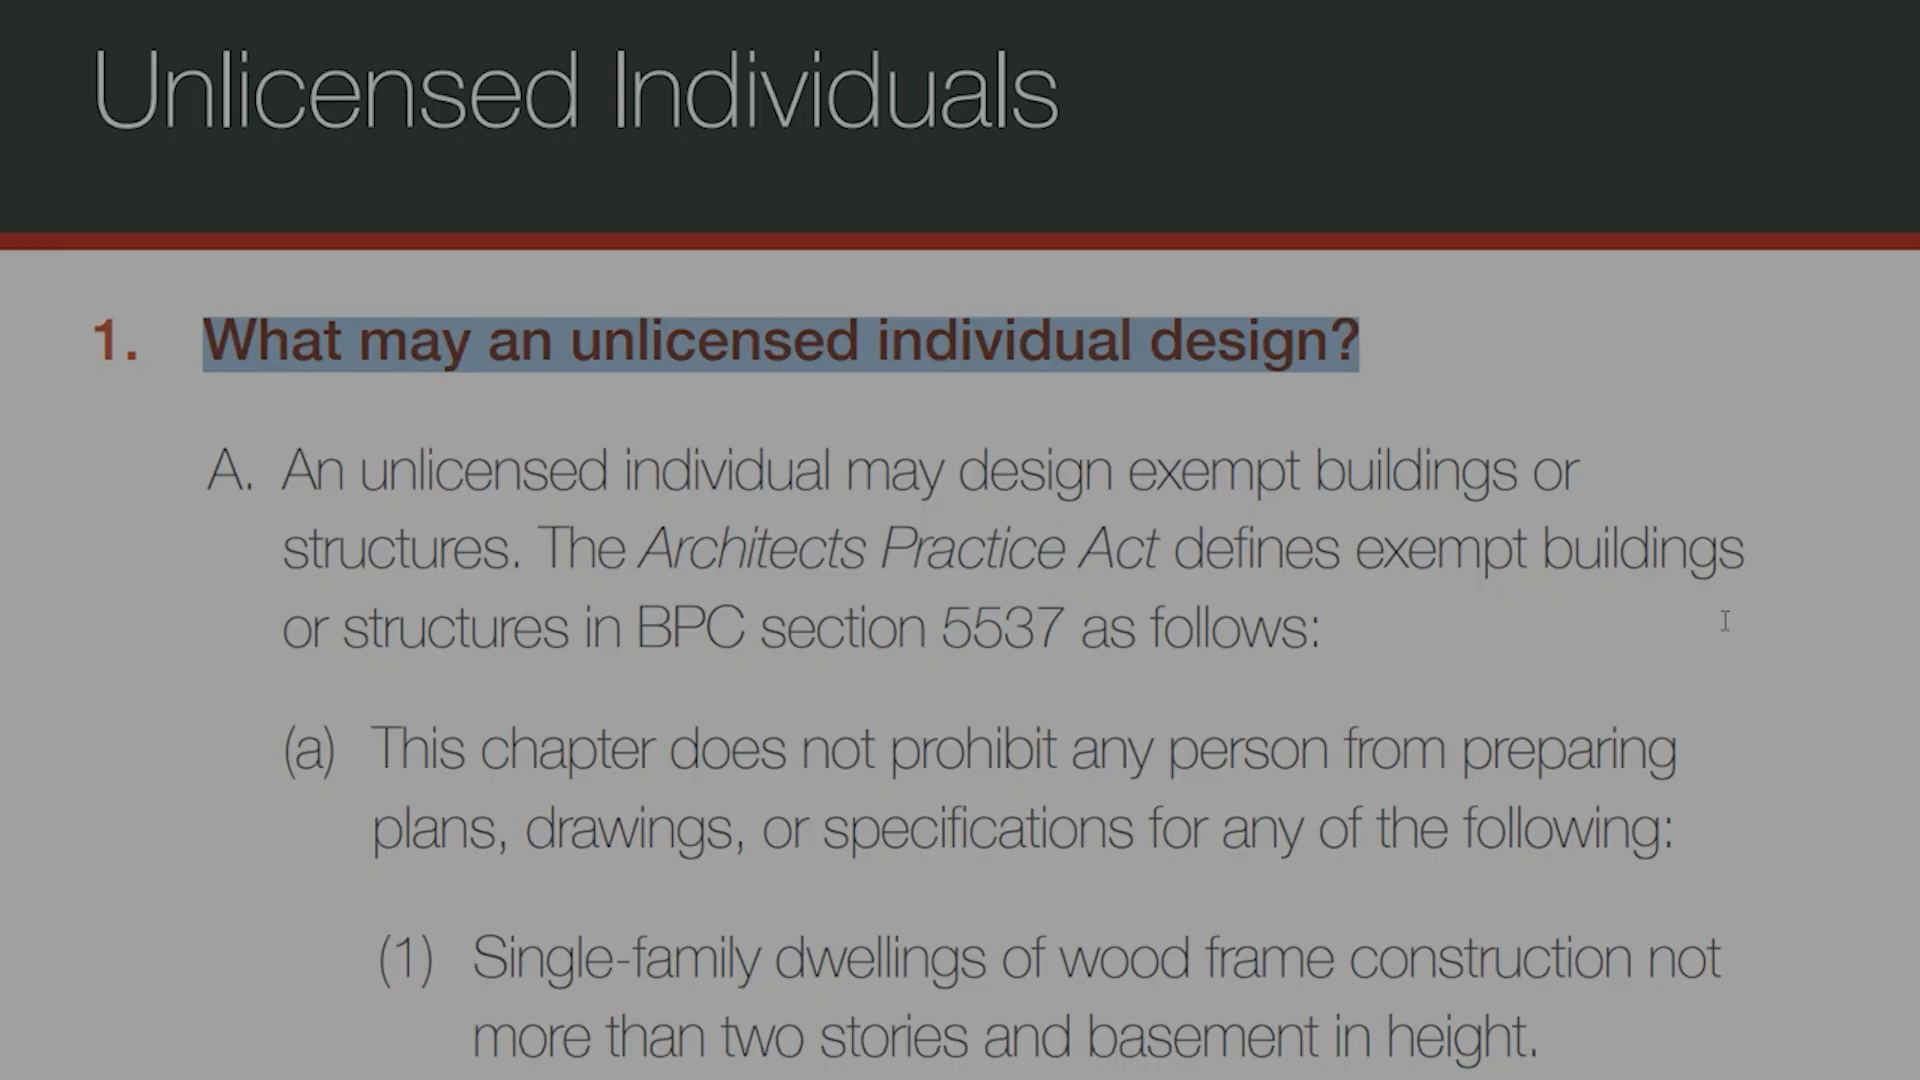 Unlicensed Individuals
1. What may an unlicensed individual design?
A. An unlicensed individual may design exempt buildings or
structures. The Architects Practice Act defines exempt buildings
or structures in BPC section 5537 as follows:
(a) This chapter does not prohibit any person from preparing
plans, drawings, or specifications for any of the following:
(1) Single-family dwellings of wood frame construction not
more than two stories and basement in height.